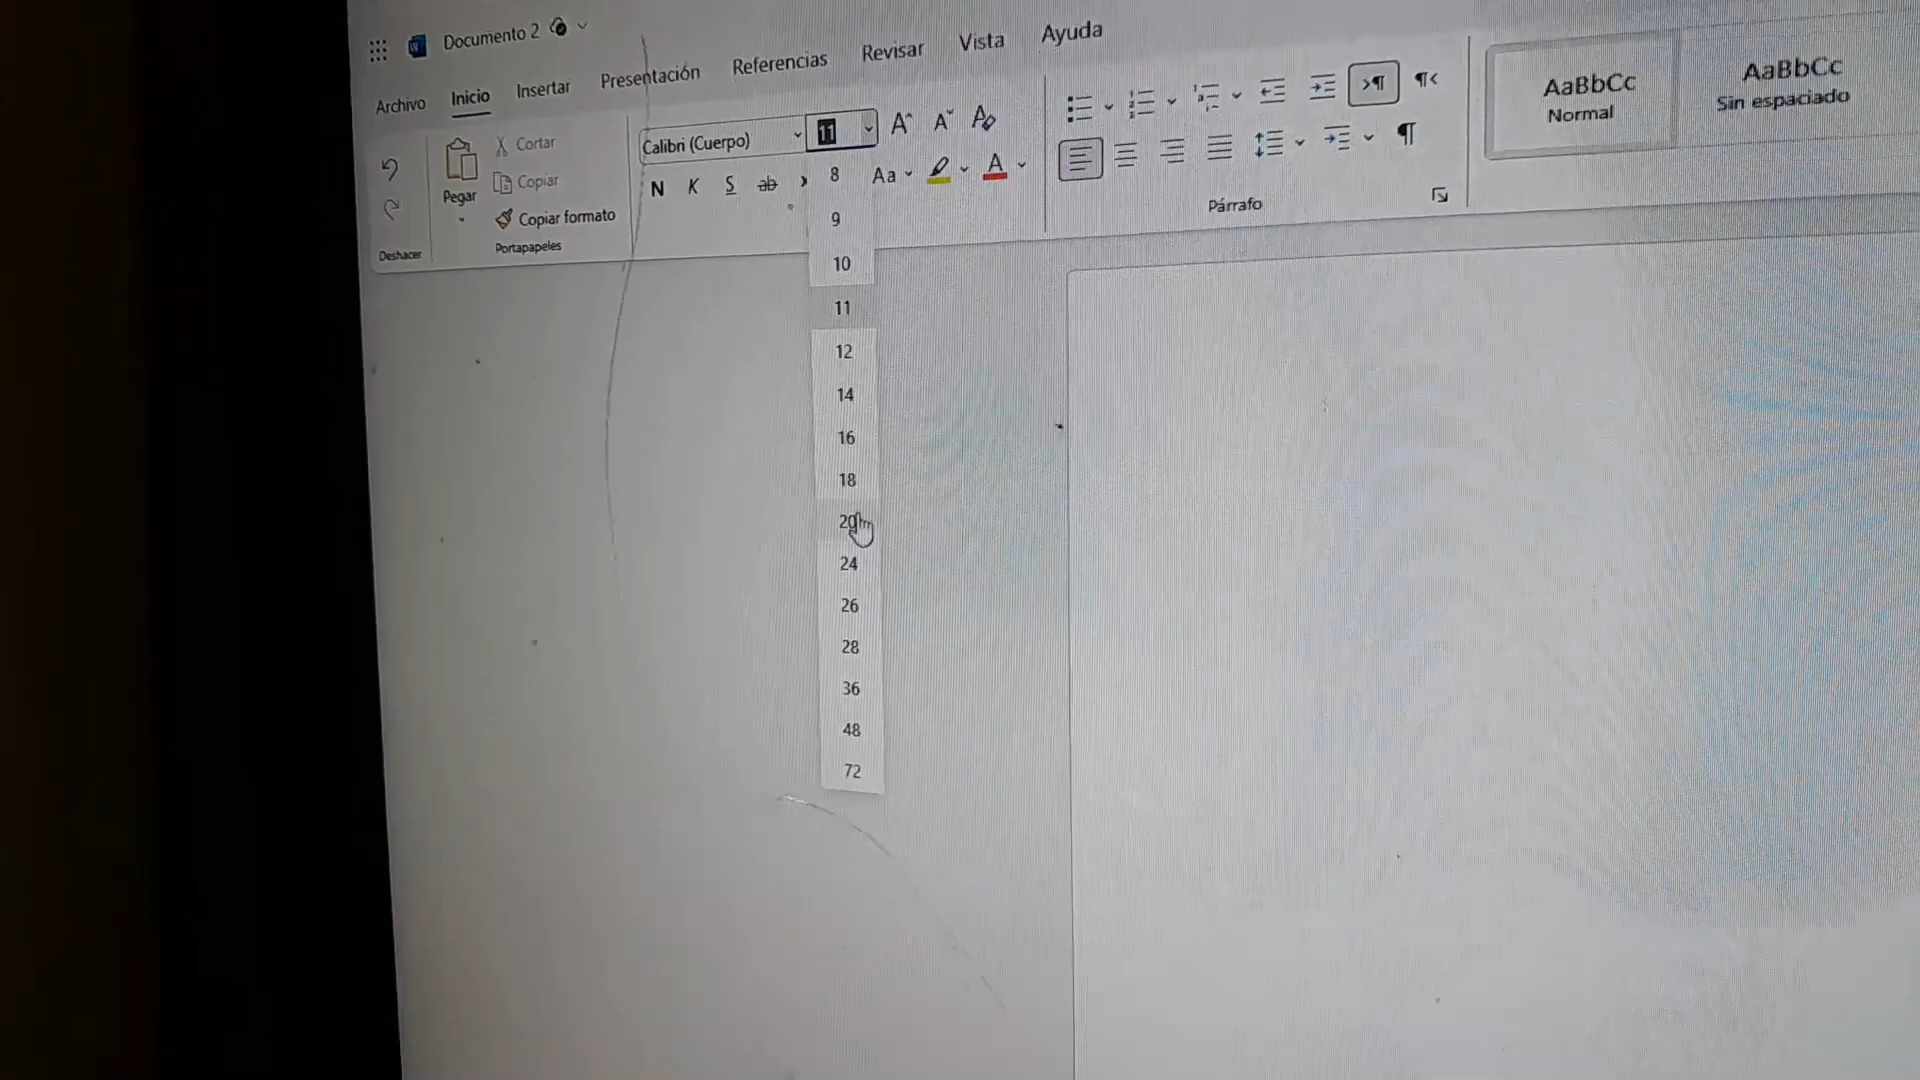 Documento 2
Archivo Inicio Insertar Presentación Referencias Revisar Vista Ayuda
Deshacer
Pegar
Cortar
Copiar
Copiar formato
Portapapeles
Calibri (Cuerpo) 11
N K S ab Aa A
8
9
10
11
12
14
16
18
20
24
26
28
36
48
72
Párrafo
AaBbCc
Normal
AaBbCc
Sin espaciado